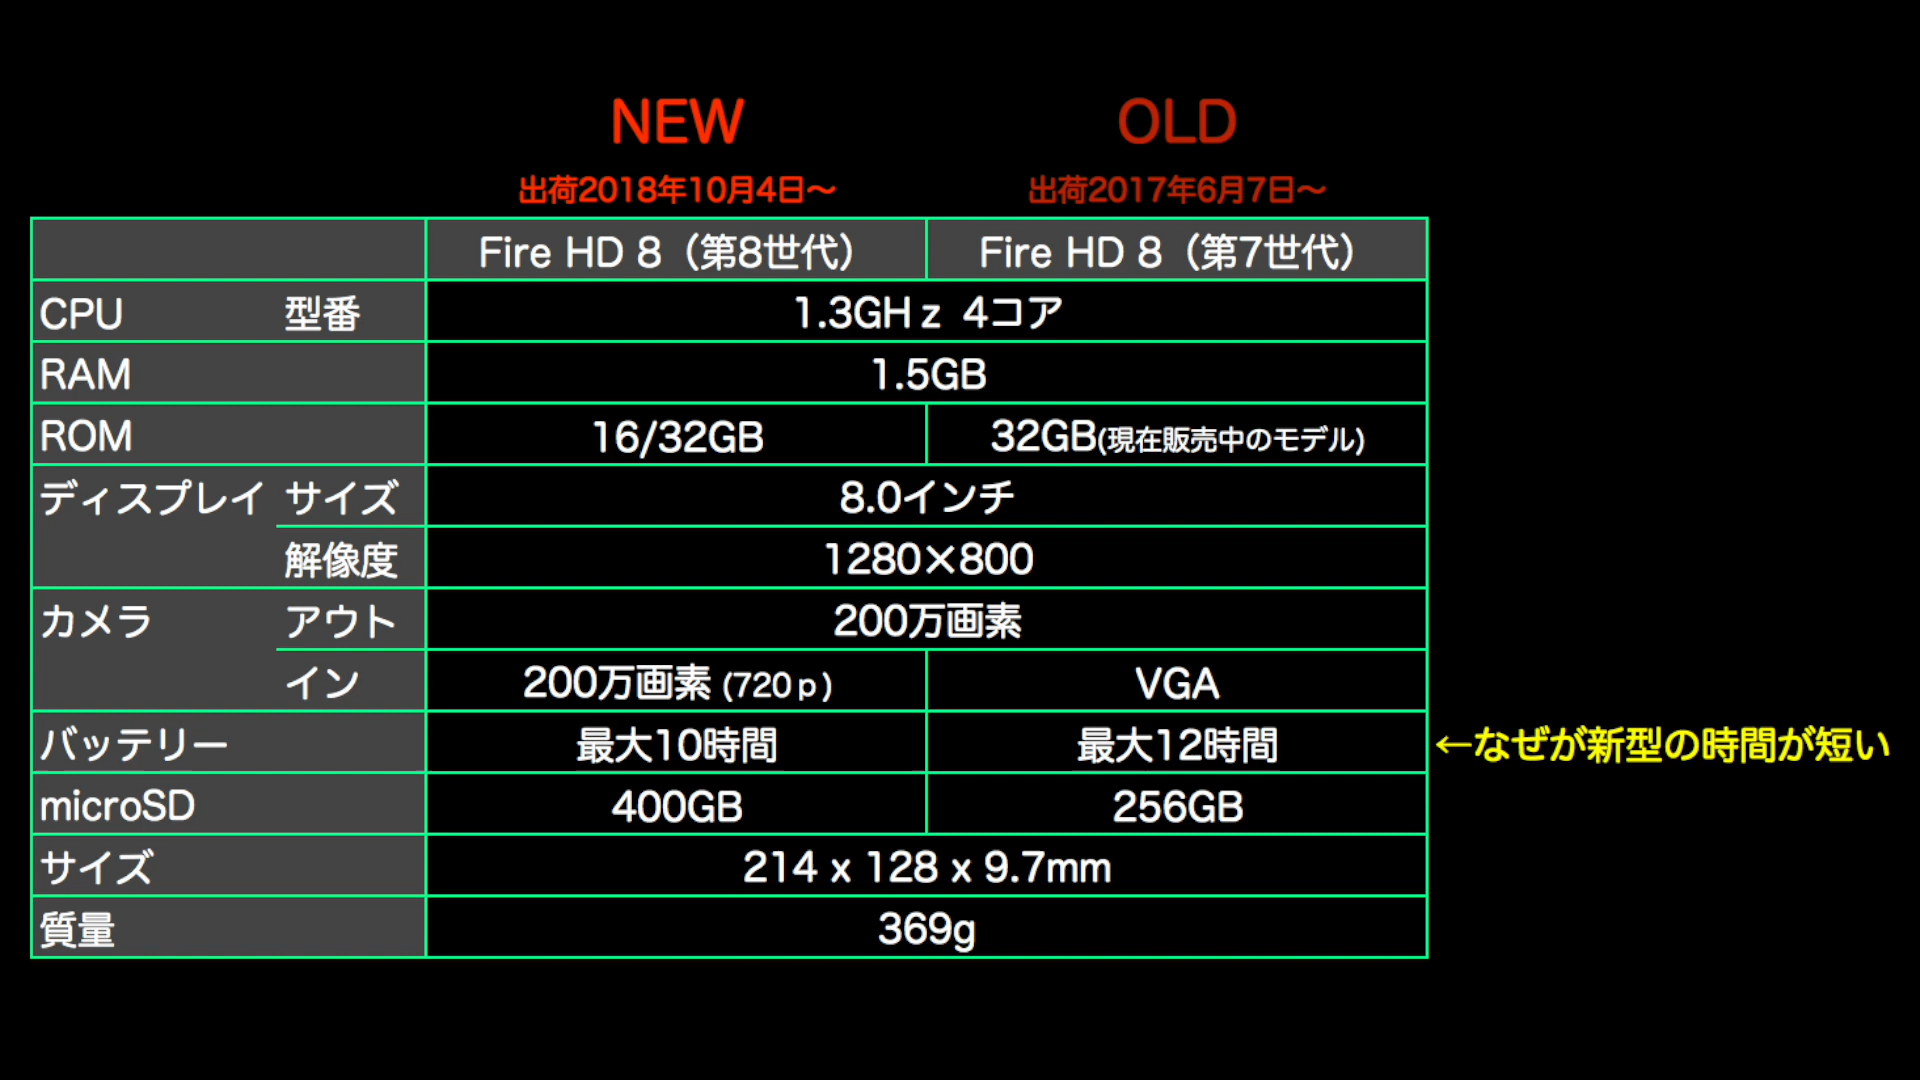 NEW OLD
出荷2018年10月4日〜 出荷2017年6月7日〜
Fire HD 8（第8世代） Fire HD 8（第7世代）
CPU 型番 1.3GHｚ 4コア
RAM 1.5GB
ROM 16/32GB 32GB(現在販売中のモデル)
ディスプレイ サイズ 8.0インチ
解像度 1280×800
カメラ アウト 200万画素
イン 200万画素 (720ｐ) VGA
バッテリー 最大10時間 最大12時間 ←なぜが新型の時間が短い
microSD 400GB 256GB
サイズ 214 x 128 x 9.7mm
質量 369g